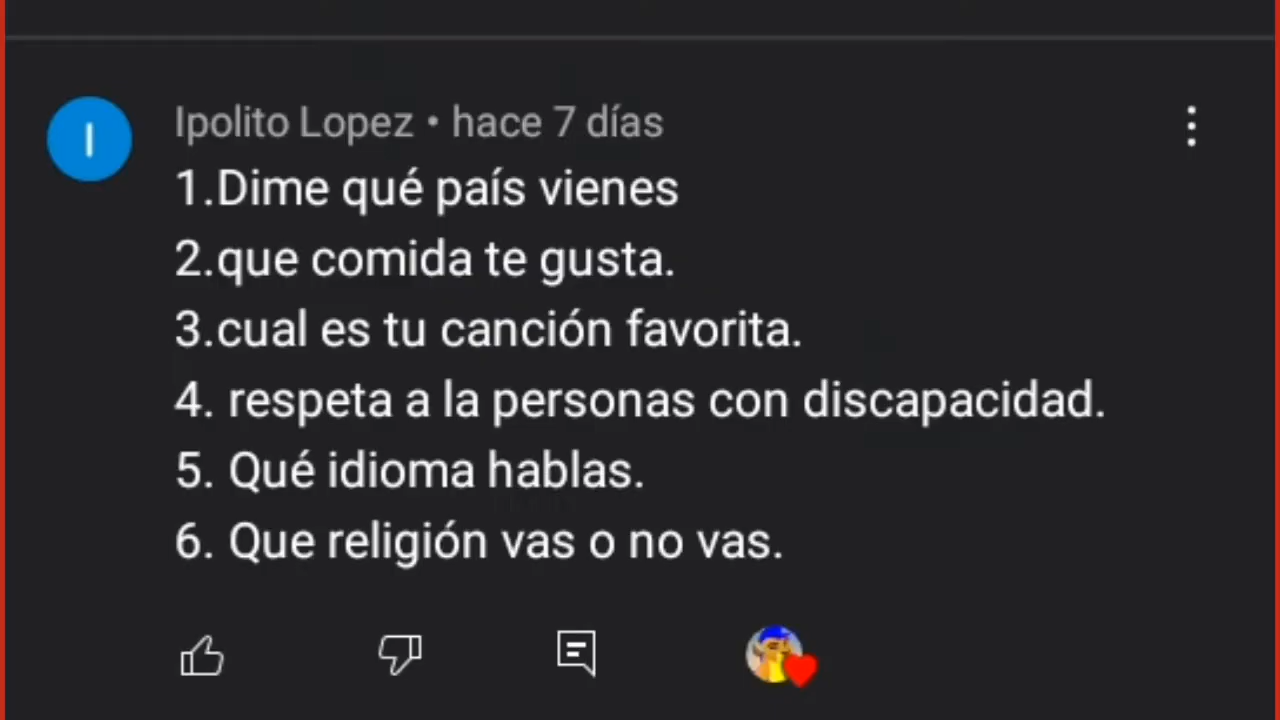 I
Ipolito Lopez • hace 7 días
1.Dime qué país vienes
2.que comida te gusta.
3.cual es tu canción favorita.
4. respeta a la personas con discapacidad.
5. Qué idioma hablas.
6. Que religión vas o no vas.